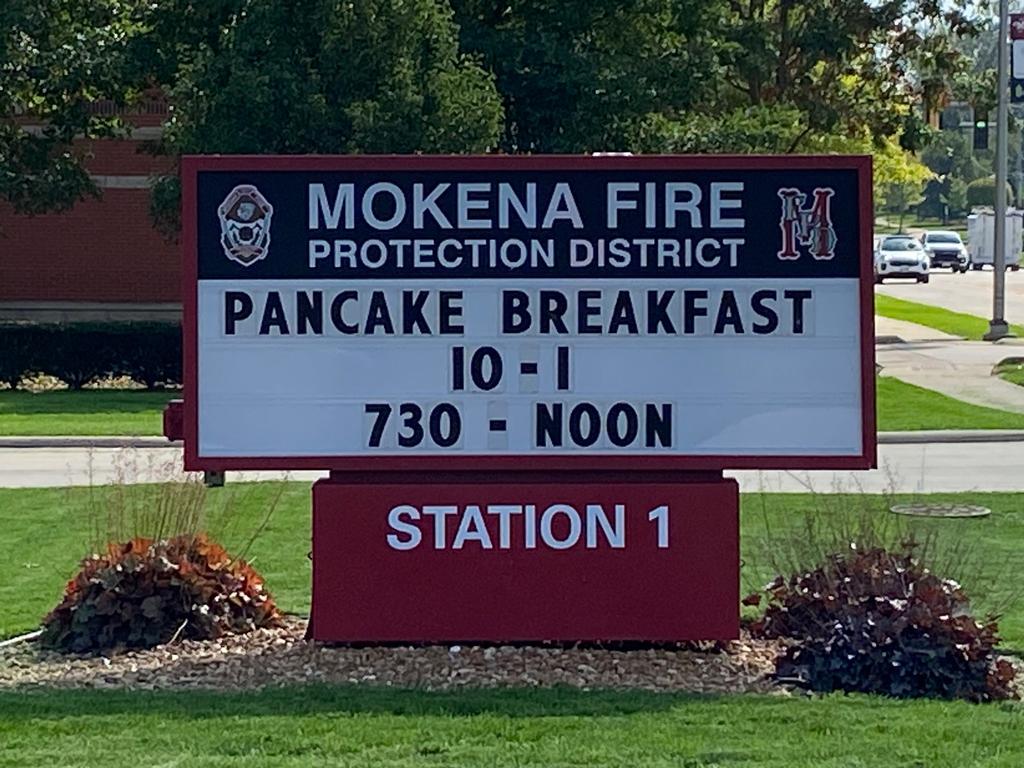 MOKENA FIRE
PROTECTION DISTRICT
PANCAKE BREAKFAST
10 - 1
730 - NOON
STATION 1